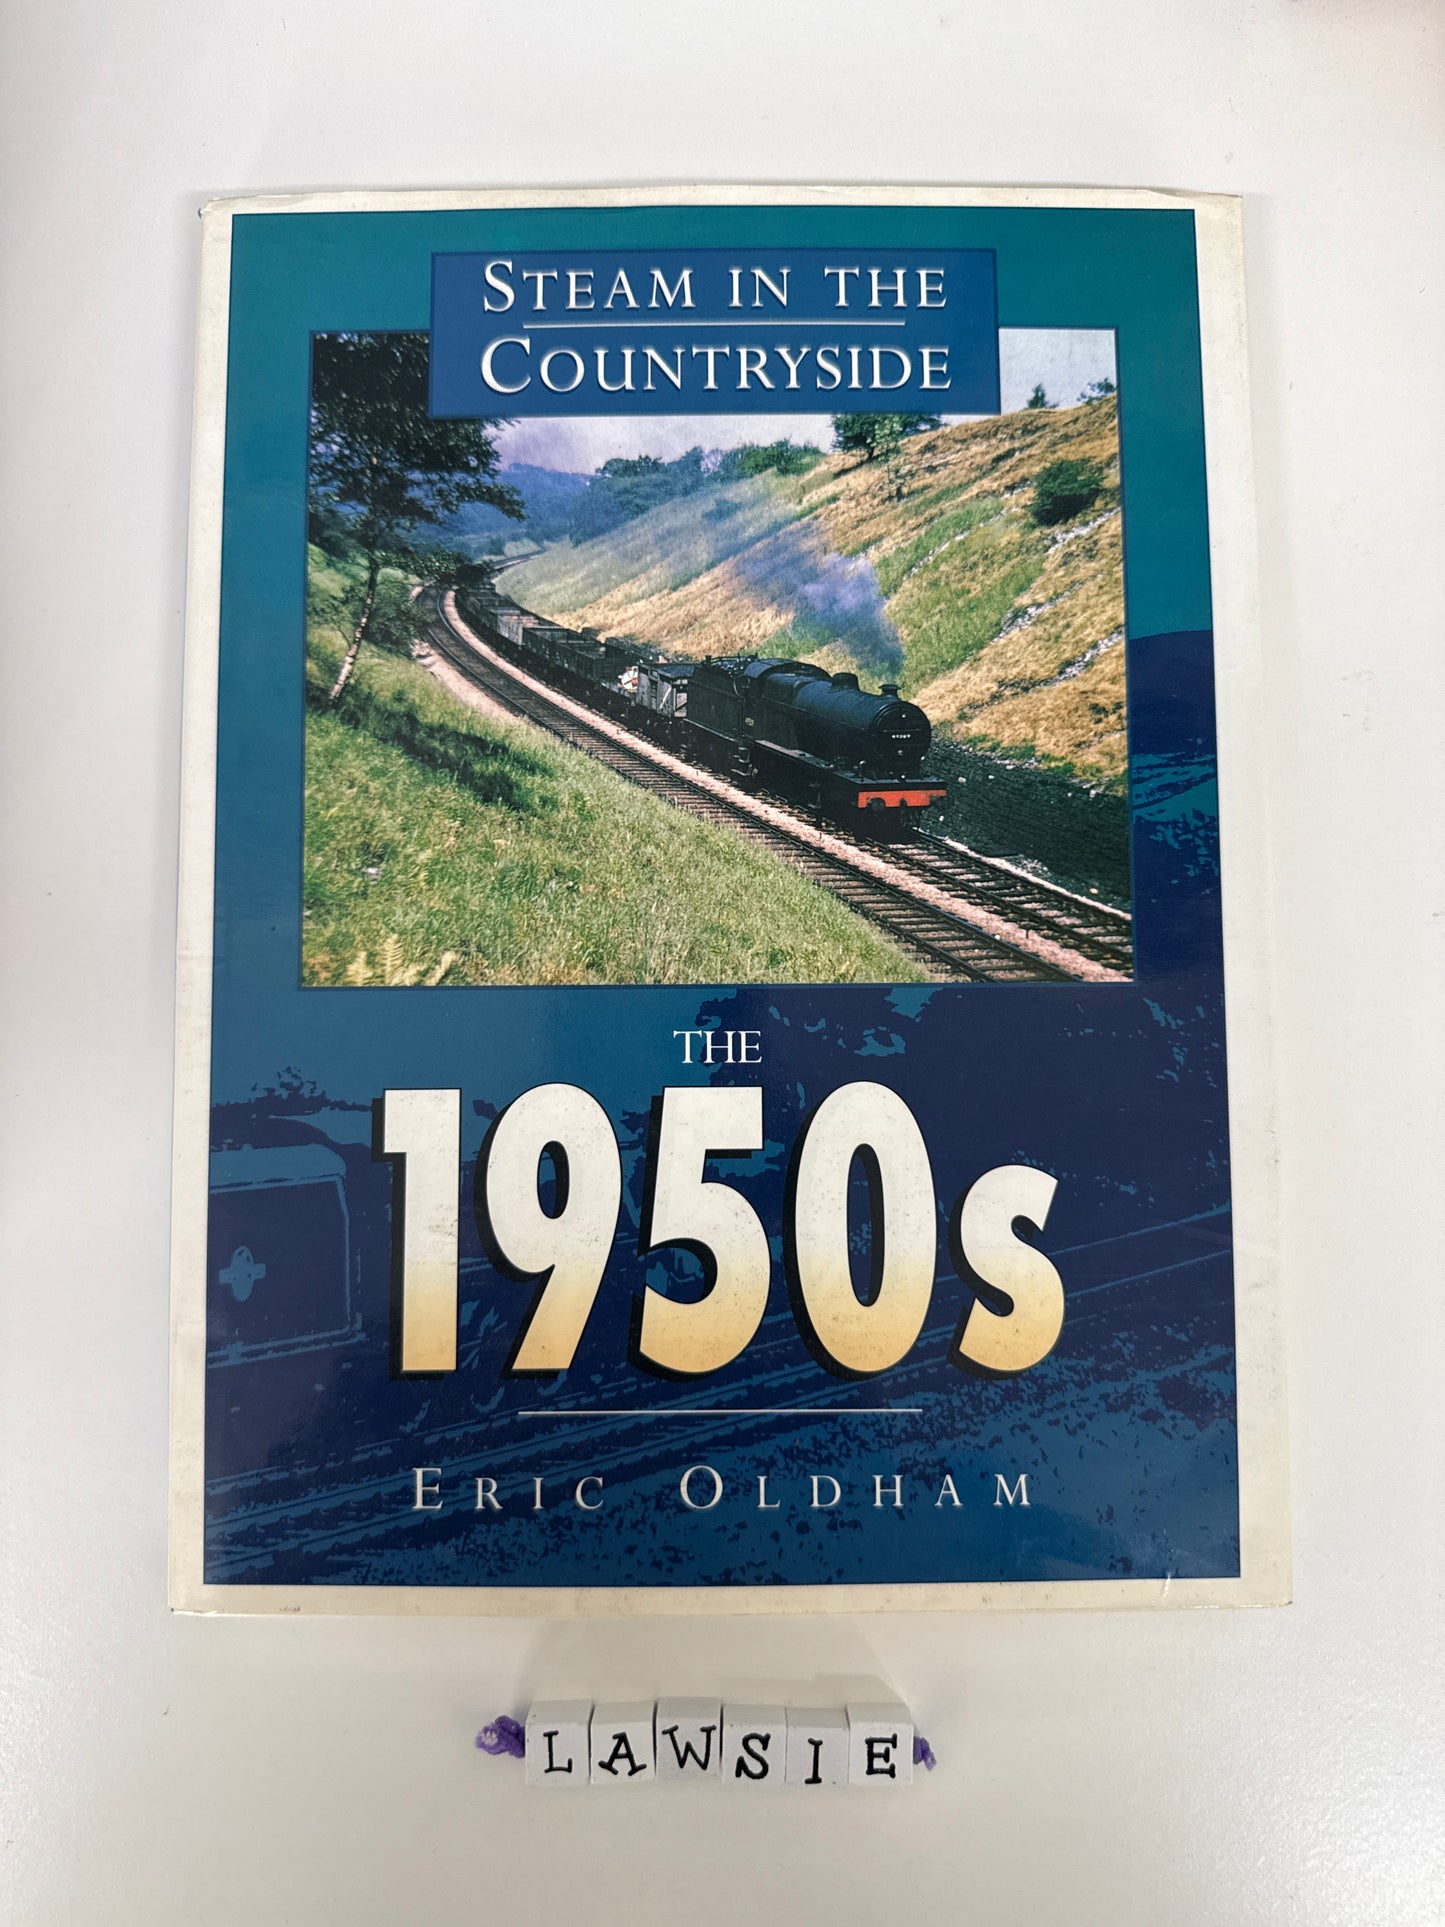 STEAM IN THE
COUNTRYSIDE
THE
1950s
ERIC OLDHAM
LAWSIE